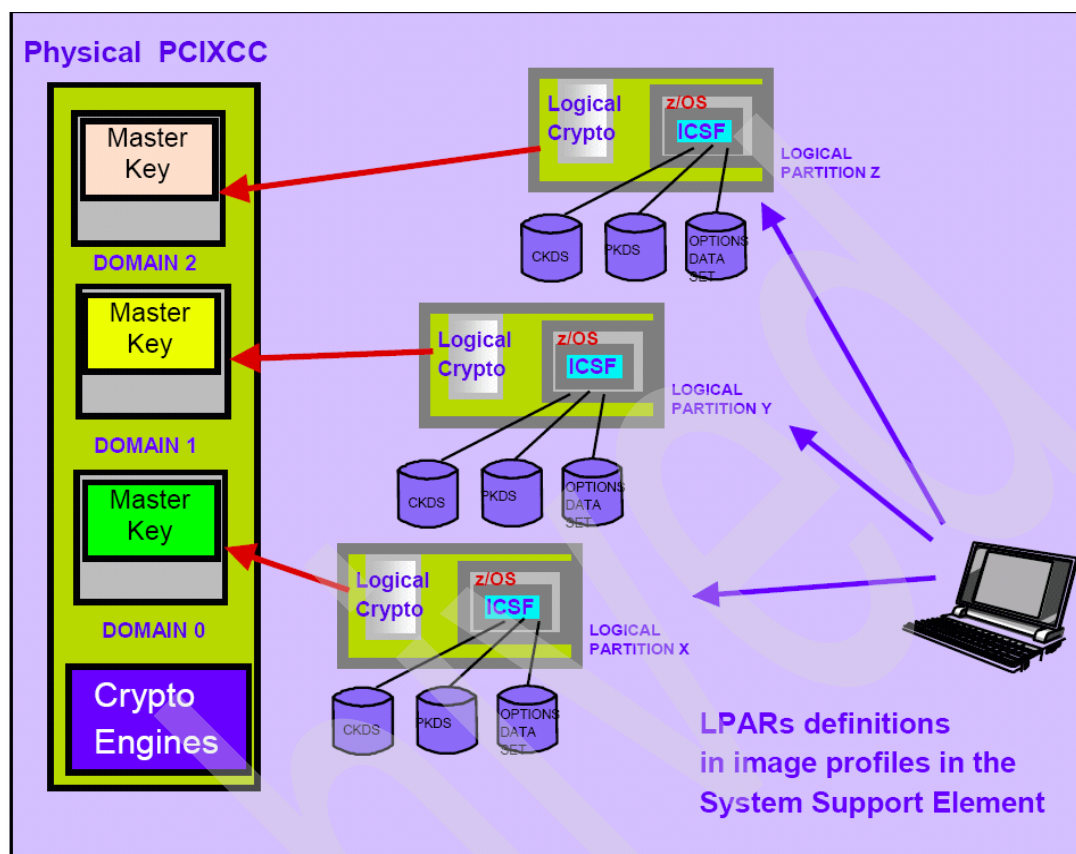 Physical PCIXCC
Master
Key
DOMAIN 2
Master
Key
DOMAIN 1
Master
Key
DOMAIN 0
Crypto
Engines
Logical
Crypto
z/OS
ICSF
LOGICAL
PARTITION Z
CKDS
PKDS
OPTIONS
DATA
SET
Logical
Crypto
z/OS
ICSF
LOGICAL
PARTITION Y
CKDS
PKDS
OPTIONS
DATA
SET
Logical
Crypto
z/OS
ICSF
LOGICAL
PARTITION X
CKDS
PKDS
OPTIONS
DATA
SET
LPARs definitions
in image profiles in the
System Support Element